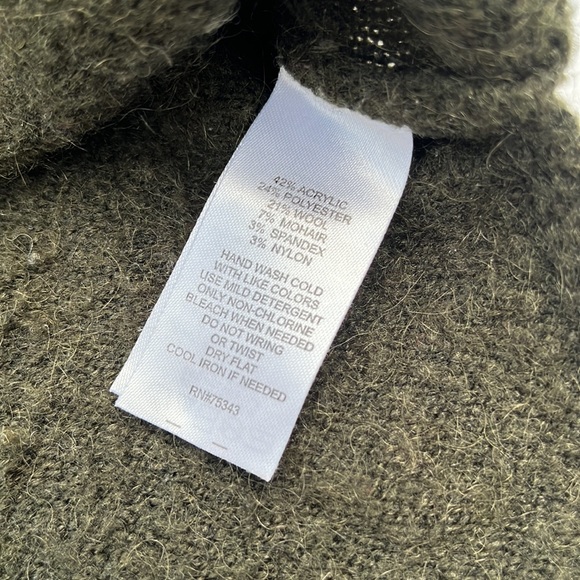 42% ACRYLIC
24% POLYESTER
21% WOOL
7% MOHAIR
3% SPANDEX
3% NYLON
HAND WASH COLD
WITH LIKE COLORS
USE MILD DETERGENT
ONLY NON-CHLORINE
BLEACH WHEN NEEDED
DO NOT WRING
OR TWIST
DRY FLAT
COOL IRON IF NEEDED
RN#75343